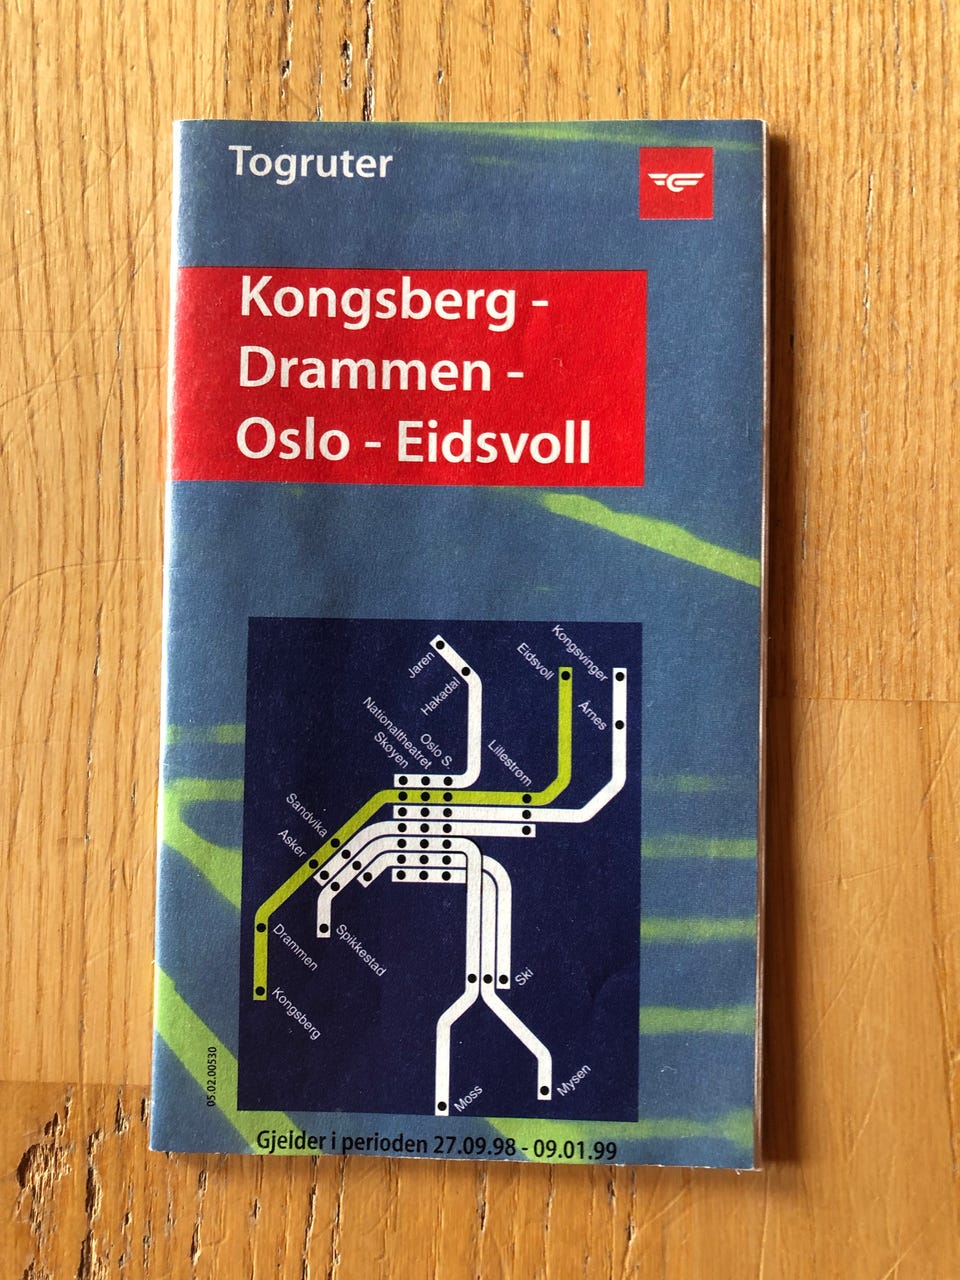 Togruter
Kongsberg -
Drammen -
Oslo - Eidsvoll
Jaren
Hakadal
Kongsvinger
Eidsvoll
Årnes
Nationaltheatret
Skøyen
Oslo S.
Lillestrøm
Sandvika
Asker
Drammen
Spikkestad
Kongsberg
Ski
Moss
Mysen
05.02.00530
Gjelder i perioden 27.09.98 - 09.01.99